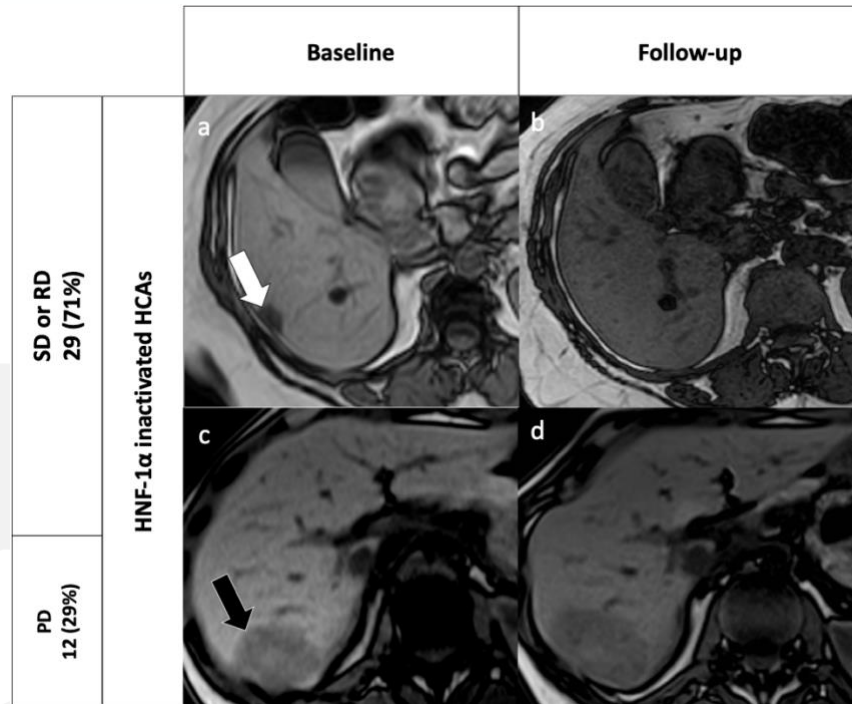 Baseline
Follow-up
SD or RD
29 (71%)
HNF-1α inactivated HCAs
PD
12 (29%)
a
b
c
d